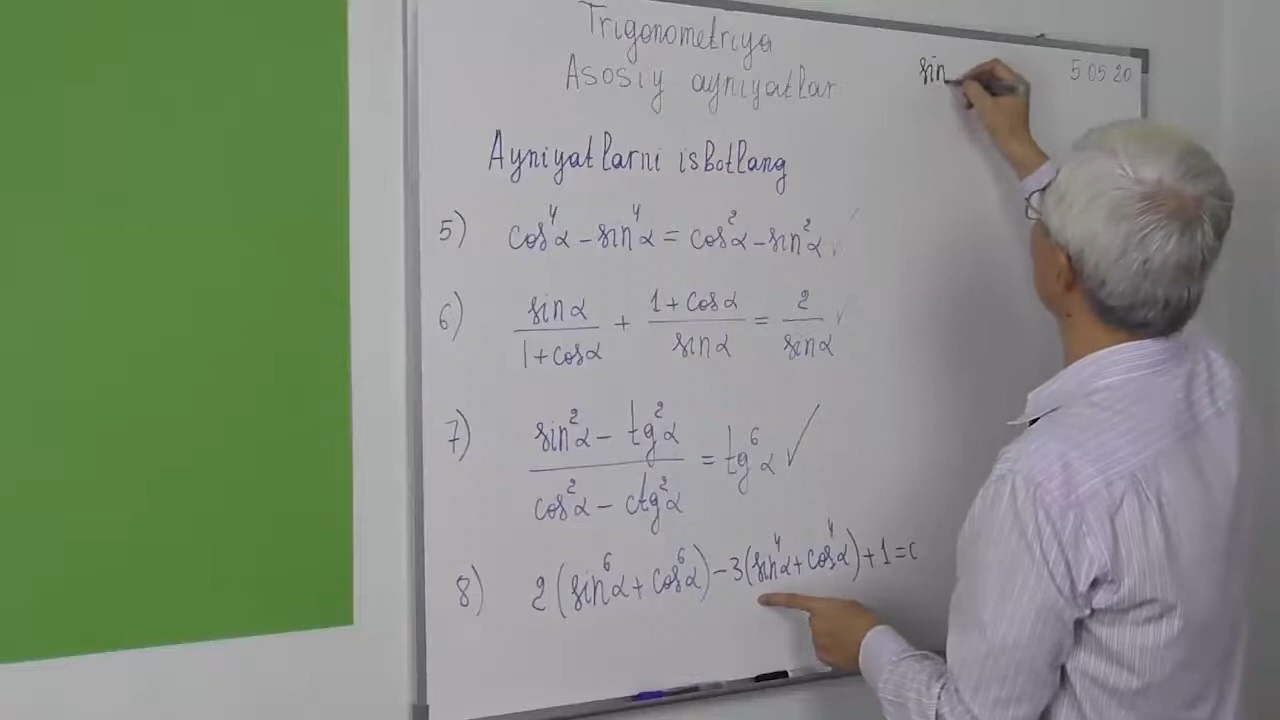 Trigonometriya
Asosiy ayniyatlar
sin
5 05 20
Ayniyatlarni isbotlang
5) cos⁴α − sin⁴α = cos²α − sin²α ✓
6) sinα/(1+cosα) + (1+cosα)/sinα = 2/sinα ✓
7) (sin²α − tg²α)/(cos²α − ctg²α) = tg⁶α ✓
8) 2(sin⁶α + cos⁶α) − 3(sin⁴α + cos⁴α) + 1 =